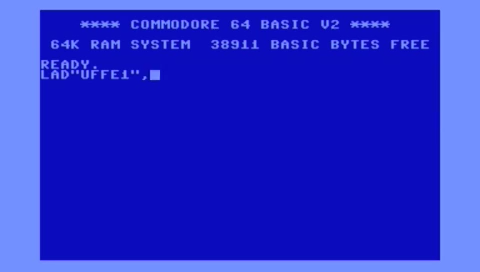 **** COMMODORE 64 BASIC V2 ****
64K RAM SYSTEM  38911 BASIC BYTES FREE
READY.
LAD"UFFE1",